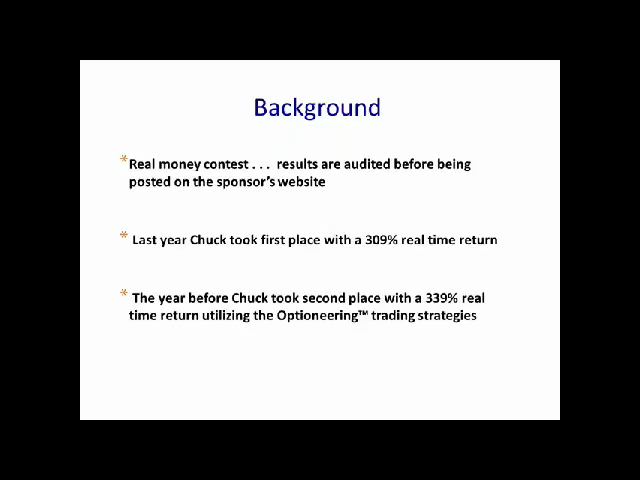 Background
*Real money contest . . .  results are audited before being
posted on the sponsor's website
* Last year Chuck took first place with a 309% real time return
* The year before Chuck took second place with a 339% real
time return utilizing the Optioneering™ trading strategies